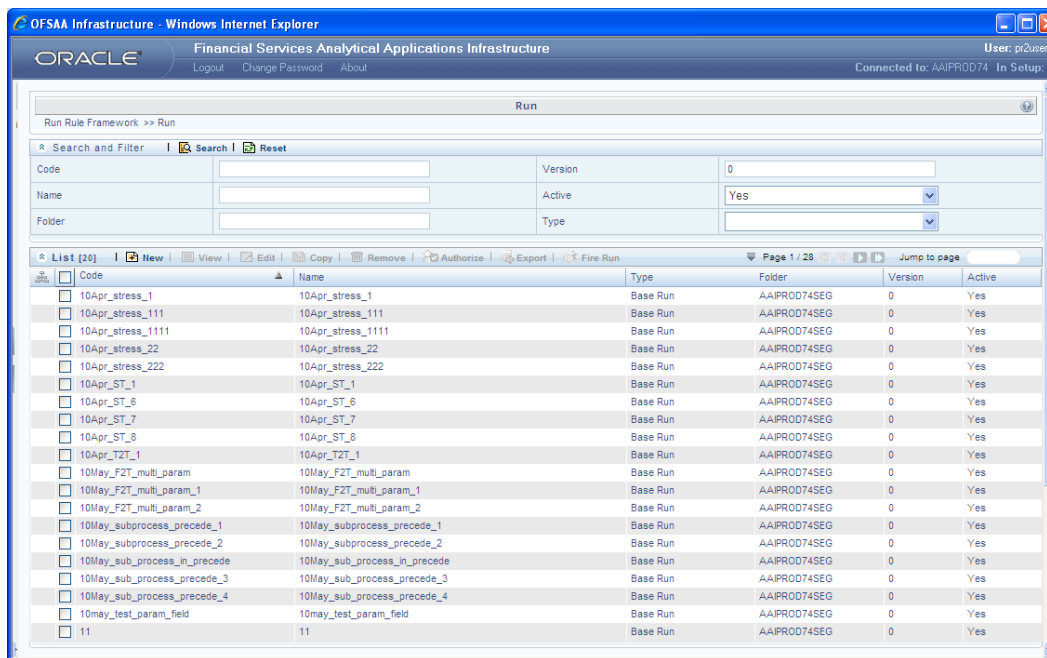 OFSAA Infrastructure - Windows Internet Explorer
ORACLE Financial Services Analytical Applications Infrastructure User: pr2user
Logout Change Password About Connected to: AAIPROD74 In Setup:
Run
Run Rule Framework >> Run
Search and Filter | Search | Reset
Code Version 0
Name Active Yes
Folder Type
List [20] | New | View | Edit | Copy | Remove | Authorize | Export | Fire Run Page 1 / 28 Jump to page
Code Name Type Folder Version Active
10Apr_stress_1 10Apr_stress_1 Base Run AAIPROD74SEG 0 Yes
10Apr_stress_111 10Apr_stress_111 Base Run AAIPROD74SEG 0 Yes
10Apr_stress_1111 10Apr_stress_1111 Base Run AAIPROD74SEG 0 Yes
10Apr_stress_22 10Apr_stress_22 Base Run AAIPROD74SEG 0 Yes
10Apr_stress_222 10Apr_stress_222 Base Run AAIPROD74SEG 0 Yes
10Apr_ST_1 10Apr_ST_1 Base Run AAIPROD74SEG 0 Yes
10Apr_ST_6 10Apr_ST_6 Base Run AAIPROD74SEG 0 Yes
10Apr_ST_7 10Apr_ST_7 Base Run AAIPROD74SEG 0 Yes
10Apr_ST_8 10Apr_ST_8 Base Run AAIPROD74SEG 0 Yes
10Apr_T2T_1 10Apr_T2T_1 Base Run AAIPROD74SEG 0 Yes
10May_F2T_multi_param 10May_F2T_multi_param Base Run AAIPROD74SEG 0 Yes
10May_F2T_multi_param_1 10May_F2T_multi_param_1 Base Run AAIPROD74SEG 0 Yes
10May_F2T_multi_param_2 10May_F2T_multi_param_2 Base Run AAIPROD74SEG 0 Yes
10May_subprocess_precede_1 10May_subprocess_precede_1 Base Run AAIPROD74SEG 0 Yes
10May_subprocess_precede_2 10May_subprocess_precede_2 Base Run AAIPROD74SEG 0 Yes
10May_sub_process_in_precede 10May_sub_process_in_precede Base Run AAIPROD74SEG 0 Yes
10May_sub_process_precede_3 10May_sub_process_precede_3 Base Run AAIPROD74SEG 0 Yes
10May_sub_process_precede_4 10May_sub_process_precede_4 Base Run AAIPROD74SEG 0 Yes
10may_test_param_field 10may_test_param_field Base Run AAIPROD74SEG 0 Yes
11 11 Base Run AAIPROD74SEG 0 Yes